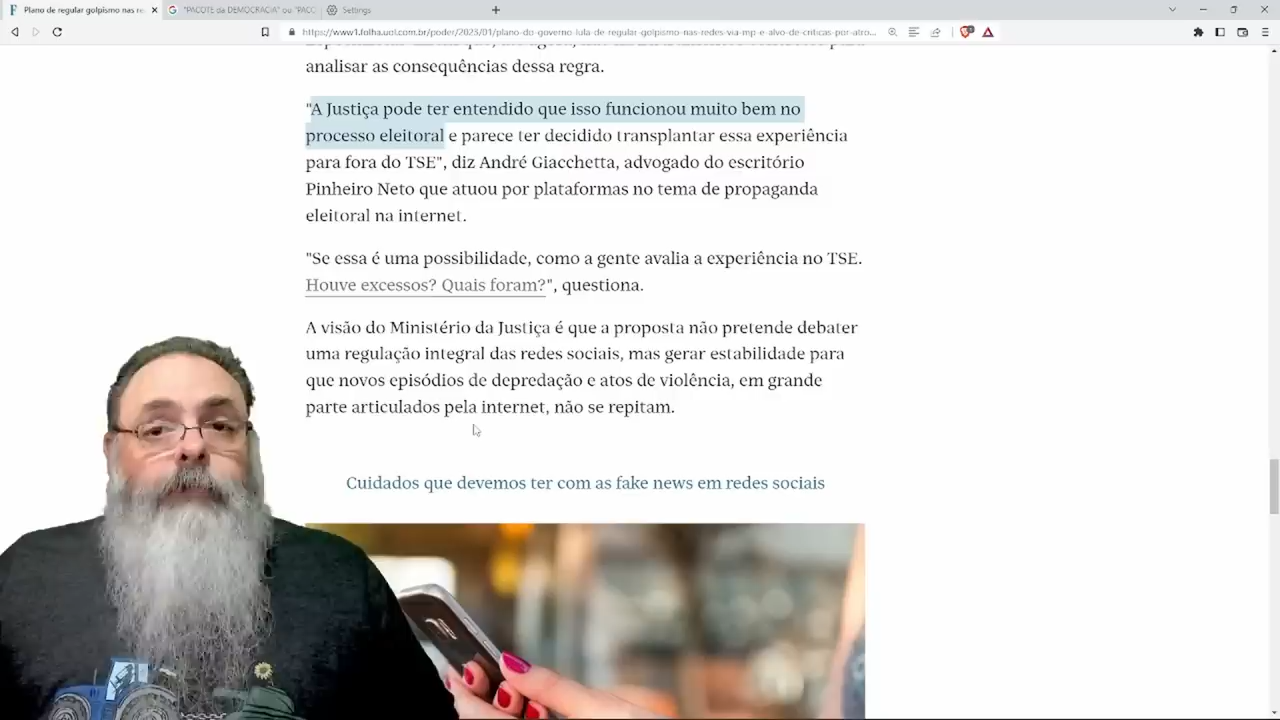 Plano de regular golpismo nas re
"PACOTE da DEMOCRACIA" ou "PACC
Settings
https://www1.folha.uol.com.br/poder/2023/01/plano-do-governo-lula-de-regular-golpismo-nas-redes-via-mp-e-alvo-de-criticas-por-atro...
analisar as consequências dessa regra.
"A Justiça pode ter entendido que isso funcionou muito bem no
processo eleitoral e parece ter decidido transplantar essa experiência
para fora do TSE", diz André Giacchetta, advogado do escritório
Pinheiro Neto que atuou por plataformas no tema de propaganda
eleitoral na internet.
"Se essa é uma possibilidade, como a gente avalia a experiência no TSE.
Houve excessos? Quais foram?", questiona.
A visão do Ministério da Justiça é que a proposta não pretende debater
uma regulação integral das redes sociais, mas gerar estabilidade para
que novos episódios de depredação e atos de violência, em grande
parte articulados pela internet, não se repitam.
Cuidados que devemos ter com as fake news em redes sociais